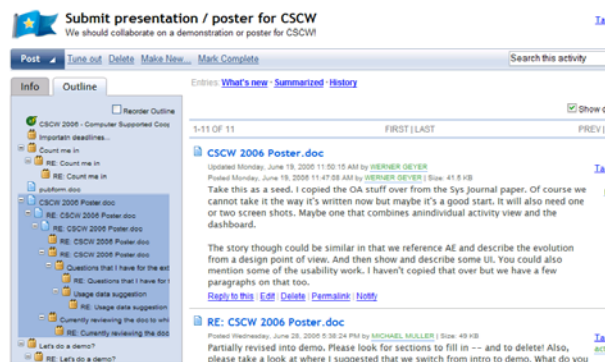 Submit presentation / poster for CSCW
We should collaborate on a demonstration or poster for CSCW!
Ta
Post Tune out Delete Make New... Mark Complete
Search this activity
Info Outline
Reorder Outline
CSCW 2006 - Computer Supported Coop
Importain deadlines...
Count me in
RE: Count me in
RE: Count me in
pubform.doc
CSCW 2006 Poster.doc
RE: CSCW 2006 Poster.doc
RE: CSCW 2006 Poster.doc
RE: CSCW 2006 Poster.doc
RE: CSCW 2006 Poster.doc
Questions that I have for the ext
RE: Questions that I have for t
Usage data suggestion
RE: Usage data suggestion
Currently reviewing the doc to whi
RE: Currently reviewing the doc
Let's do a demo?
RE: Let's do a demo?
Entries: What's new · Summarized · History
Show d
1-11 OF 11 FIRST | LAST PREV |
CSCW 2006 Poster.doc
Updated Monday, June 19, 2006 11:50:15 AM by WERNER GEYER
Posted Monday, June 19, 2006 11:47:08 AM by WERNER GEYER | Size: 41.5 KB
Ta
Take this as a seed. I copied the OA stuff over from the Sys Journal paper. Of course we
cannot take it the way it's written now but maybe it's a good start. It will also need one
or two screen shots. Maybe one that combines anindividual activity view and the
dashboard.
The story though could be similar in that we reference AE and describe the evolution
from a design point of view. And then show and describe some UI. You could also
mention some of the usability work. I haven't copied that over but we have a few
paragraphs on that too.
Reply to this | Edit | Delete | Permalink | Notify
RE: CSCW 2006 Poster.doc
Posted Wednesday, June 28, 2006 5:38:24 PM by MICHAEL MULLER | Size: 49 KB
Ta
Partially revised into demo. Please look for sections to fill in -- and to delete! Also,
please take a look at where I suggested that we switch from intro to demo. What do you